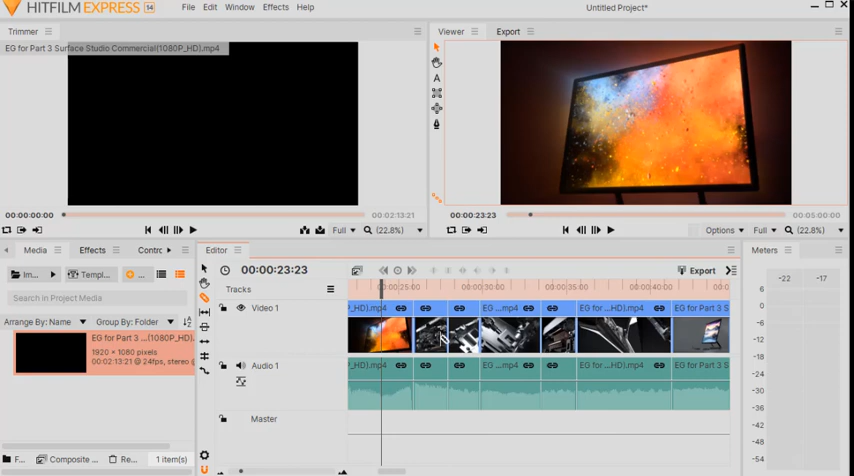 HITFILM EXPRESS 14
File Edit Window Effects Help
Untitled Project*
Trimmer
EG for Part 3 Surface Studio Commercial(1080P_HD).mp4
00:00:00:00
00:02:13:21
Full (22.8%)
Viewer Export
00:00:23:23
00:05:00:00
Options Full (22.8%)
Media Effects Contrc
Im... Templ... ...
Search in Project Media
Arrange By: Name Group By: Folder
EG for Part 3 ...(1080P_HD).
1920 × 1080 pixels
00:02:13:21 @ 24fps, stereo
F... Composite ... Re... 1 item(s)
Editor
00:00:23:23
Export
Tracks
00:00:25:00 00:00:30:00 00:00:35:00 00:00:40:00 00:0
Video 1
P_HD).mp4 EG for...mp4 EG for ...HD).mp4 EG for Part 3 S
Audio 1
P_HD).mp4 EG for...mp4 EG for ...HD).mp4 EG for Part 3 S
Master
Meters
-22 -17
6
0
-6
-12
-18
-24
-30
-36
-42
-48
-54